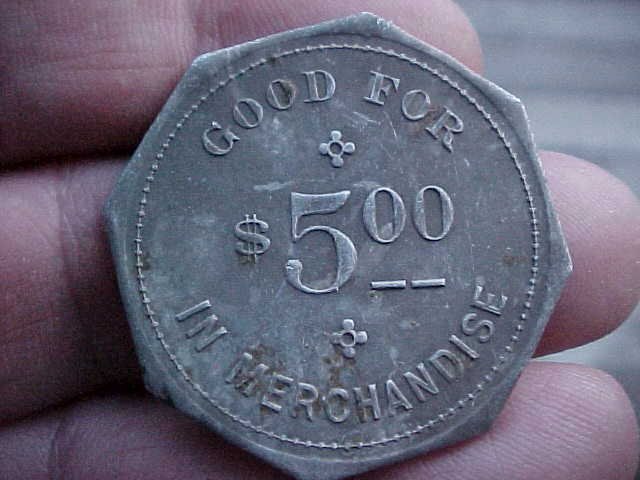 GOOD FOR
$5 00
IN MERCHANDISE